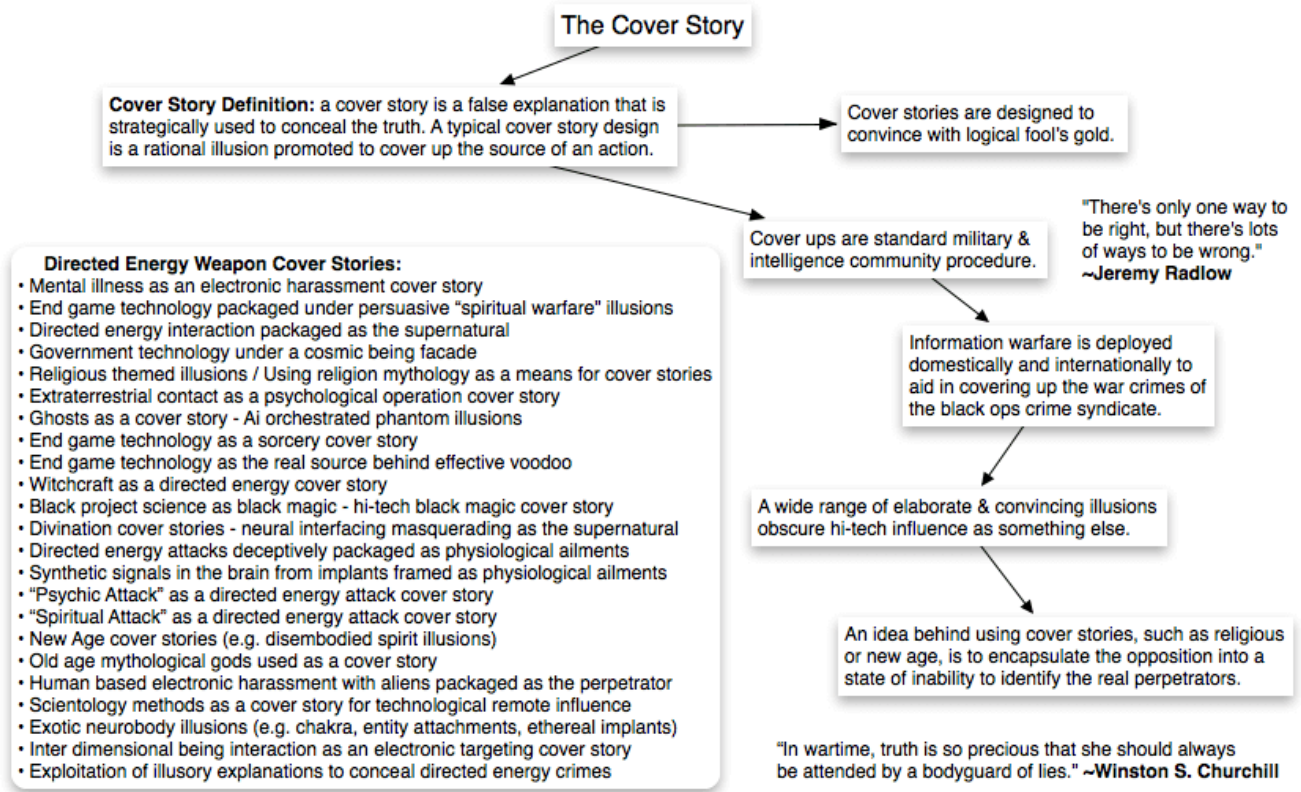 The Cover Story
Cover Story Definition: a cover story is a false explanation that is
strategically used to conceal the truth. A typical cover story design
is a rational illusion promoted to cover up the source of an action.
Cover stories are designed to
convince with logical fool's gold.
Cover ups are standard military &
intelligence community procedure.
"There's only one way to
be right, but there's lots
of ways to be wrong."
~Jeremy Radlow
Information warfare is deployed
domestically and internationally to
aid in covering up the war crimes of
the black ops crime syndicate.
A wide range of elaborate & convincing illusions
obscure hi-tech influence as something else.
An idea behind using cover stories, such as religious
or new age, is to encapsulate the opposition into a
state of inability to identify the real perpetrators.
“In wartime, truth is so precious that she should always
be attended by a bodyguard of lies." ~Winston S. Churchill
Directed Energy Weapon Cover Stories:
• Mental illness as an electronic harassment cover story
• End game technology packaged under persuasive “spiritual warfare” illusions
• Directed energy interaction packaged as the supernatural
• Government technology under a cosmic being facade
• Religious themed illusions / Using religion mythology as a means for cover stories
• Extraterrestrial contact as a psychological operation cover story
• Ghosts as a cover story - Ai orchestrated phantom illusions
• End game technology as a sorcery cover story
• End game technology as the real source behind effective voodoo
• Witchcraft as a directed energy cover story
• Black project science as black magic - hi-tech black magic cover story
• Divination cover stories - neural interfacing masquerading as the supernatural
• Directed energy attacks deceptively packaged as physiological ailments
• Synthetic signals in the brain from implants framed as physiological ailments
• “Psychic Attack” as a directed energy attack cover story
• “Spiritual Attack” as a directed energy attack cover story
• New Age cover stories (e.g. disembodied spirit illusions)
• Old age mythological gods used as a cover story
• Human based electronic harassment with aliens packaged as the perpetrator
• Scientology methods as a cover story for technological remote influence
• Exotic neurobody illusions (e.g. chakra, entity attachments, ethereal implants)
• Inter dimensional being interaction as an electronic targeting cover story
• Exploitation of illusory explanations to conceal directed energy crimes